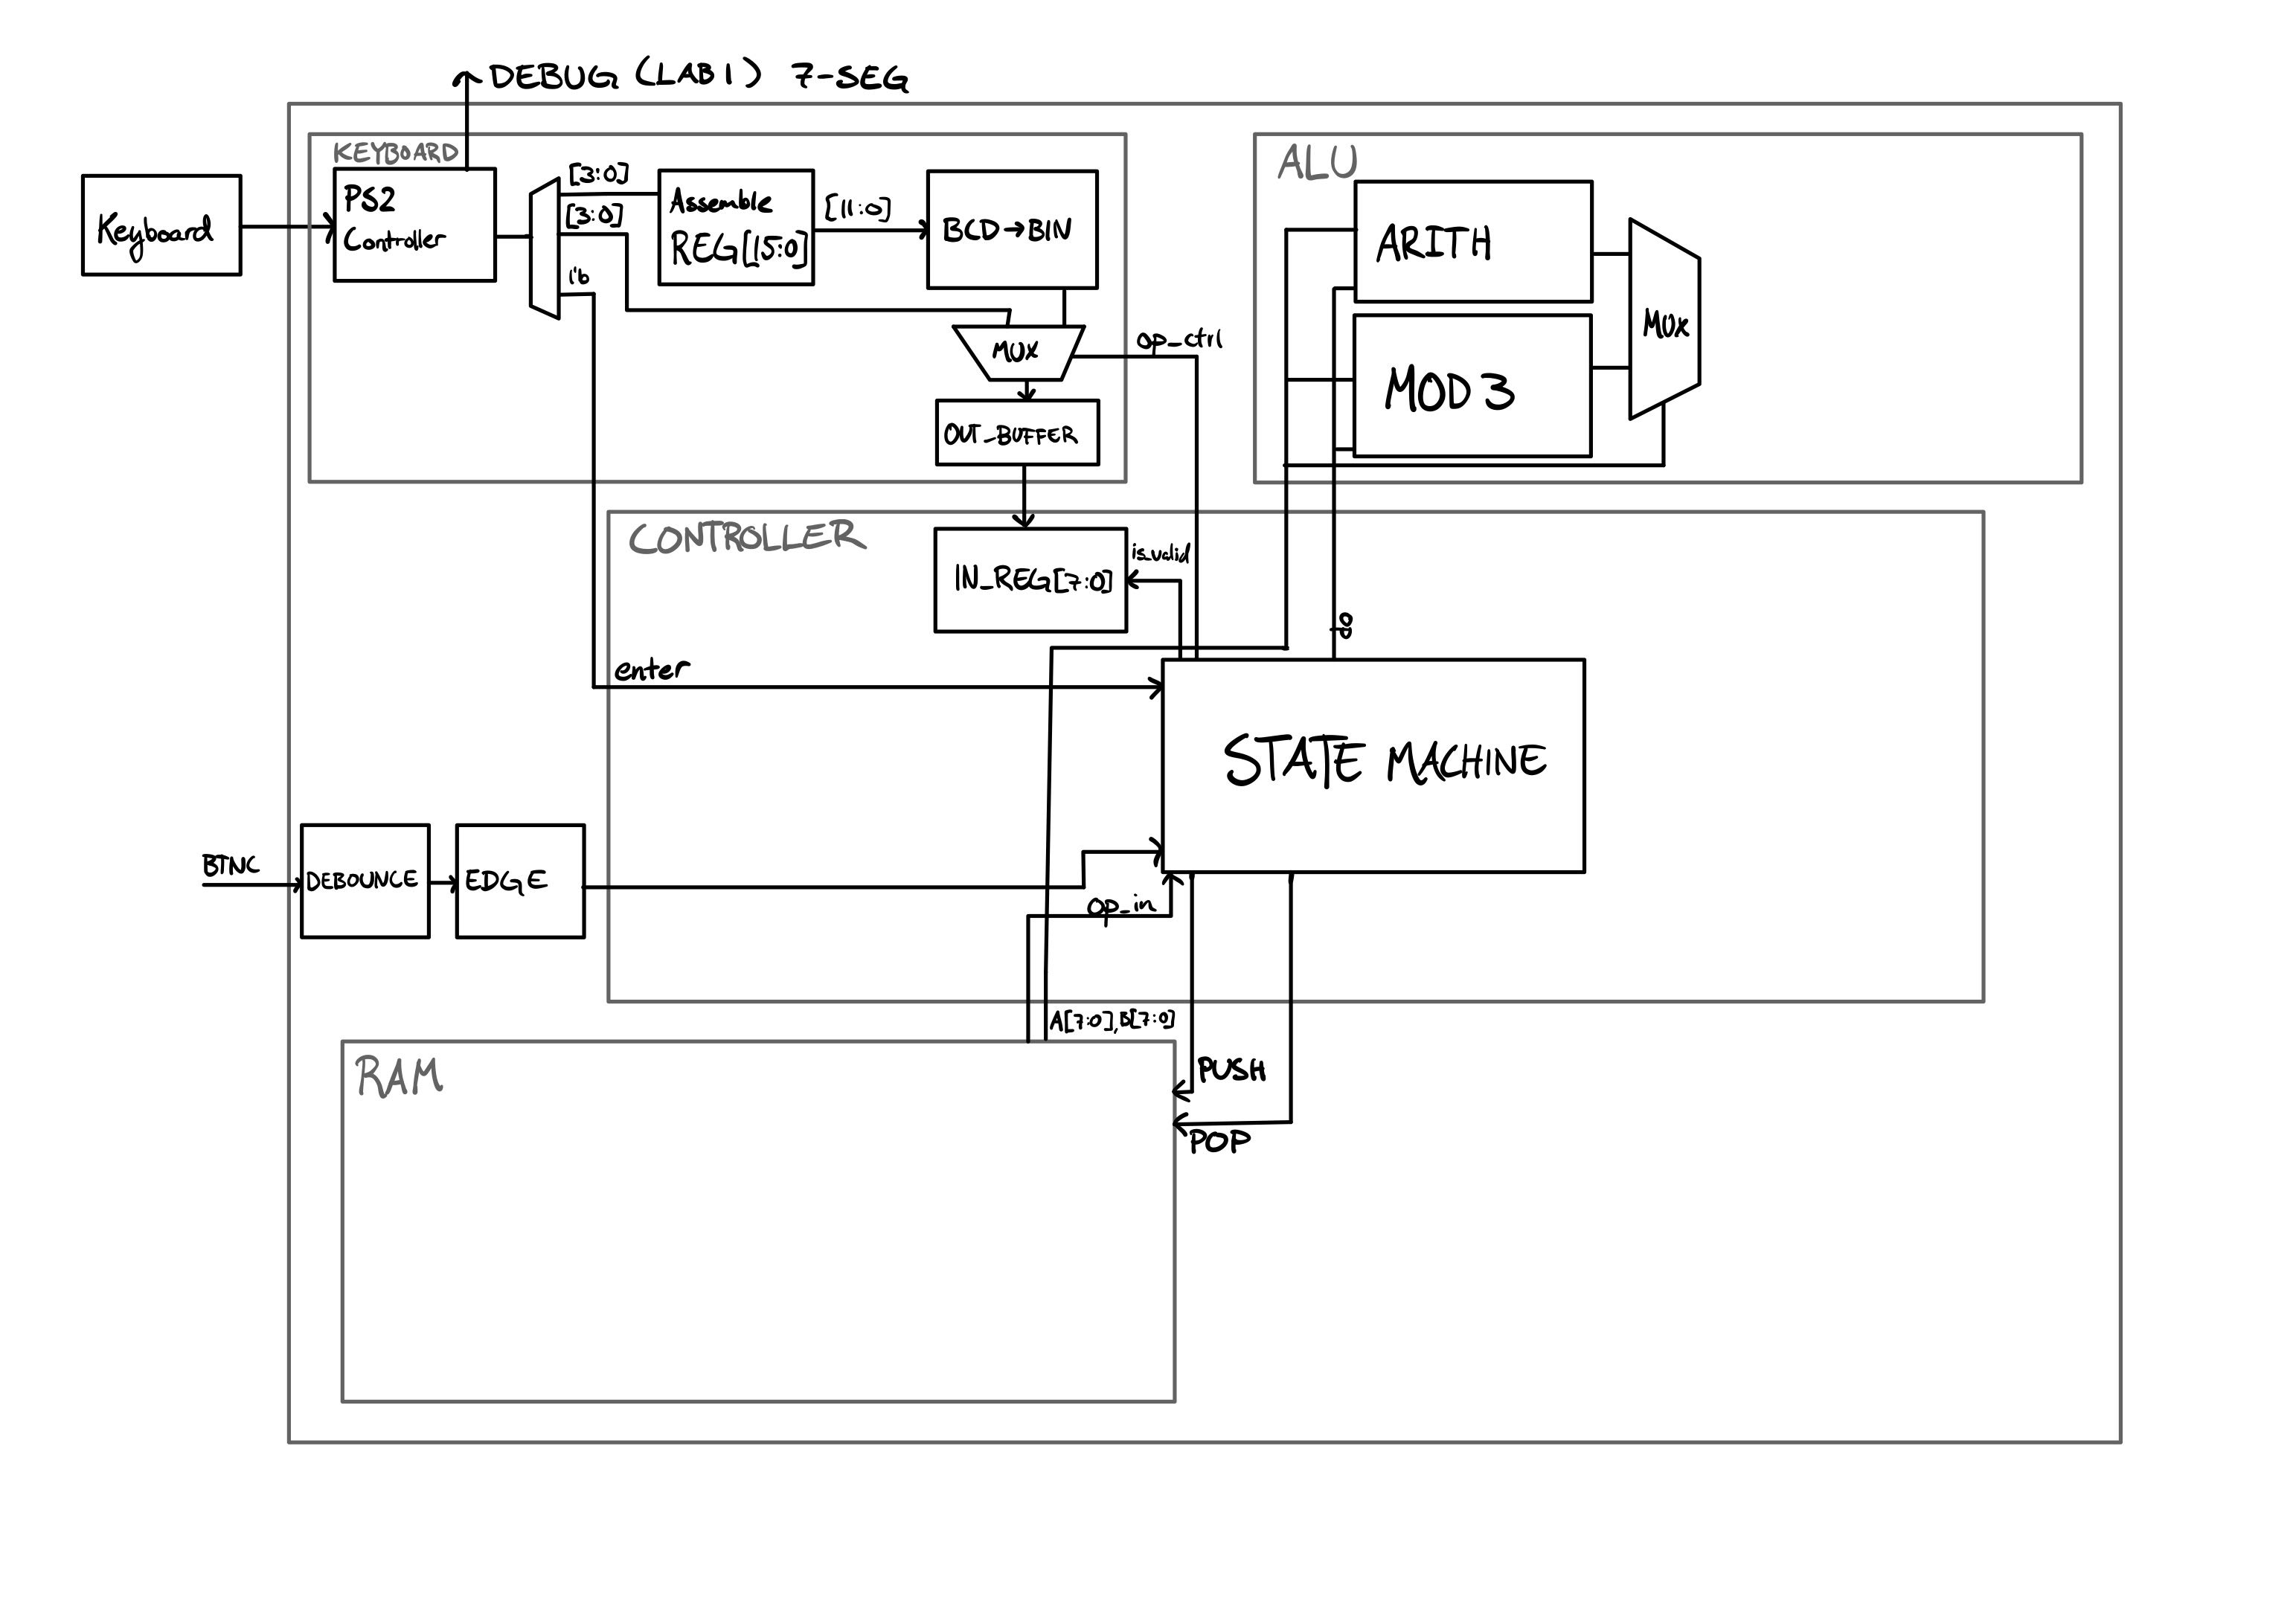 DEBUG (LAB1) 7-SEG
KEYBOARD
ALU
Keyboard
PS2
Controller
[3:0]
[3:0]
1'b
Assemble
REG[15:0]
[11:0]
BCD→BIN
MUX
op_ctrl
OUT_BUFFER
ARITH
MOD 3
MUX
CONTROLLER
IN_REG[7:0]
is_valid
8
enter
STATE MACHINE
BTNC
DEBOUNCE
EDGE
op_in
A[7:0], B[7:0]
RAM
PUSH
POP